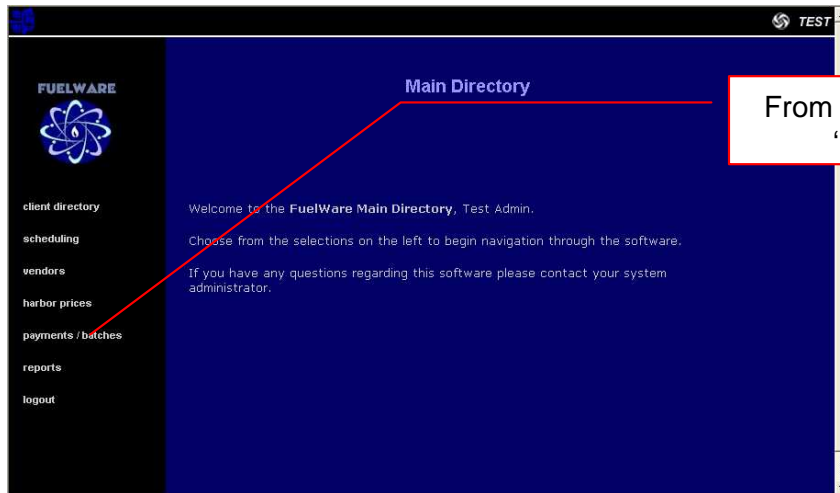 TEST
FUELWARE
Main Directory
From
‘
client directory
scheduling
vendors
harbor prices
payments / batches
reports
logout
Welcome to the FuelWare Main Directory, Test Admin.
Choose from the selections on the left to begin navigation through the software.
If you have any questions regarding this software please contact your system
administrator.